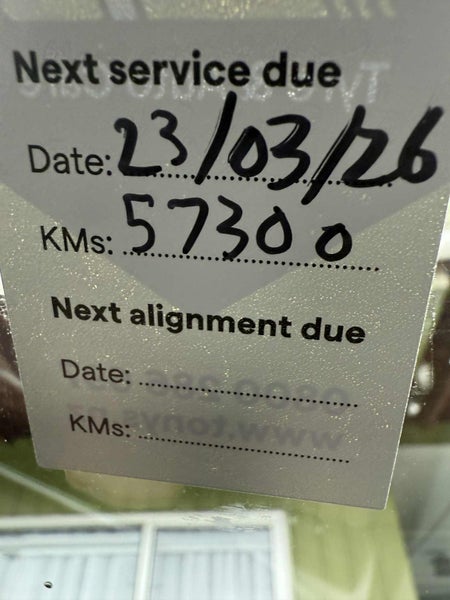 Next service due
Date: 23/03/26
KMs: 57300
Next alignment due
Date:
KMs: